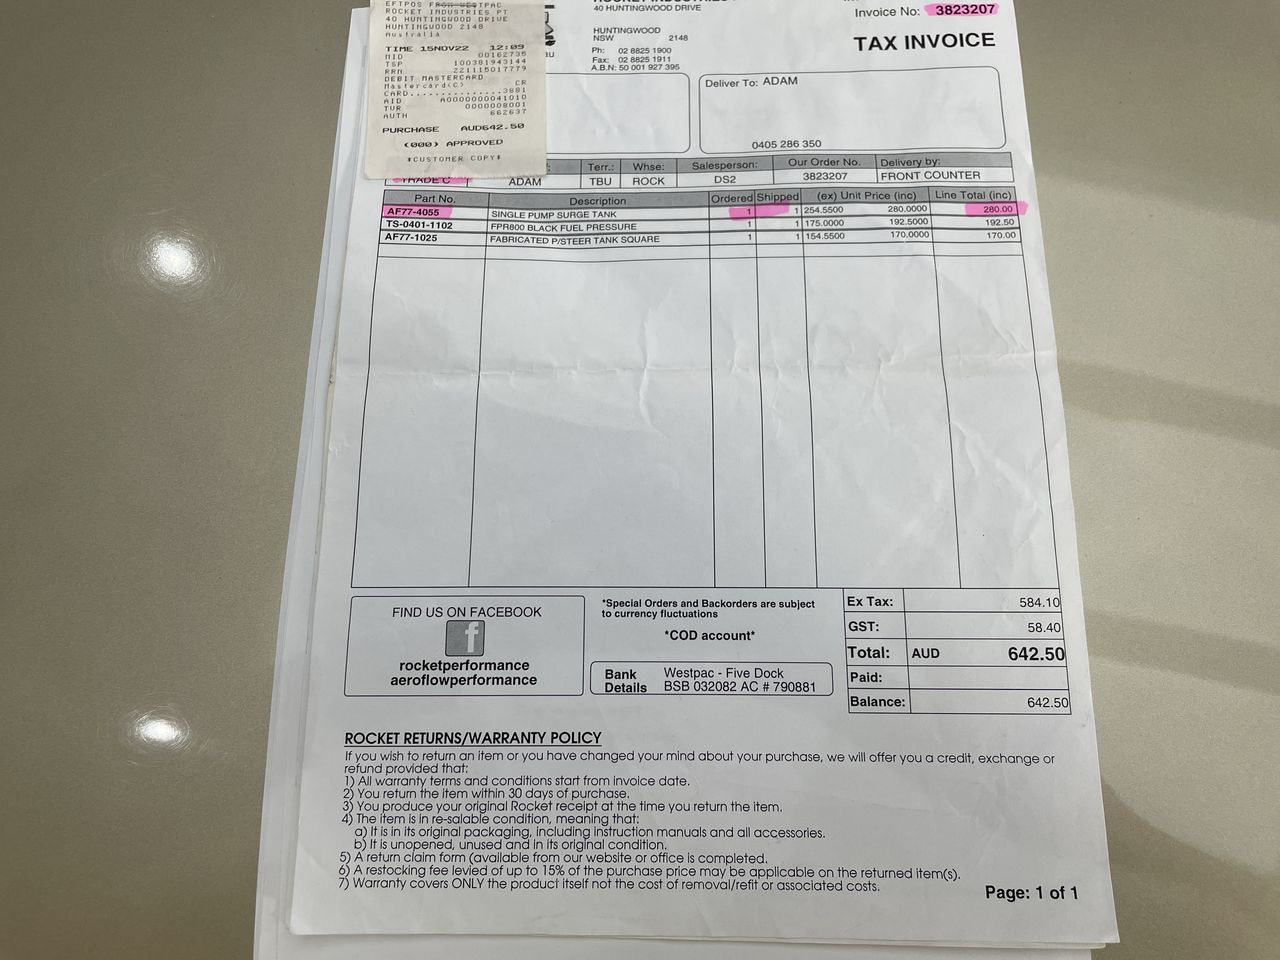 EFTPOS FROM WESTPAC
ROCKET INDUSTRIES PT
40 HUNTINGWOOD DRIVE
HUNTINGWOOD 2148
Australia
TIME 15NOV22 12:09
MID 00162735
TSP 100381943144
RRN 221115017779
DEBIT MASTERCARD
Mastercard(C) CR
CARD...............3881
AID A0000000041010
TVR 0000008001
AUTH 662637
PURCHASE AUD642.50
(000) APPROVED
*CUSTOMER COPY*
40 HUNTINGWOOD DRIVE
HUNTINGWOOD
NSW 2148
Ph: 02 8825 1900
Fax: 02 8825 1911
A.B.N: 50 001 927 395
Invoice No: 3823207
TAX INVOICE
Deliver To: ADAM
0405 286 350
Terr.: Whse: Salesperson: Our Order No. Delivery by:
TRADE C ADAM TBU ROCK DS2 3823207 FRONT COUNTER
Part No. Description Ordered Shipped (ex) Unit Price (inc) Line Total (inc)
AF77-4055 SINGLE PUMP SURGE TANK 1 1 254.5500 280.0000 280.00
TS-0401-1102 FPR800 BLACK FUEL PRESSURE 1 1 175.0000 192.5000 192.50
AF77-1025 FABRICATED P/STEER TANK SQUARE 1 1 154.5500 170.0000 170.00
FIND US ON FACEBOOK
f
rocketperformance
aeroflowperformance
*Special Orders and Backorders are subject
to currency fluctuations
*COD account*
Bank Details Westpac - Five Dock
BSB 032082 AC # 790881
Ex Tax: 584.10
GST: 58.40
Total: AUD 642.50
Paid:
Balance: 642.50
ROCKET RETURNS/WARRANTY POLICY
If you wish to return an item or you have changed your mind about your purchase, we will offer you a credit, exchange or
refund provided that:
1) All warranty terms and conditions start from invoice date.
2) You return the item within 30 days of purchase.
3) You produce your original Rocket receipt at the time you return the item.
4) The item is in re-salable condition, meaning that:
a) It is in its original packaging, including instruction manuals and all accessories.
b) It is unopened, unused and in its original condition.
5) A return claim form (available from our website or office is completed.
6) A restocking fee levied of up to 15% of the purchase price may be applicable on the returned item(s).
7) Warranty covers ONLY the product itself not the cost of removal/refit or associated costs.
Page: 1 of 1